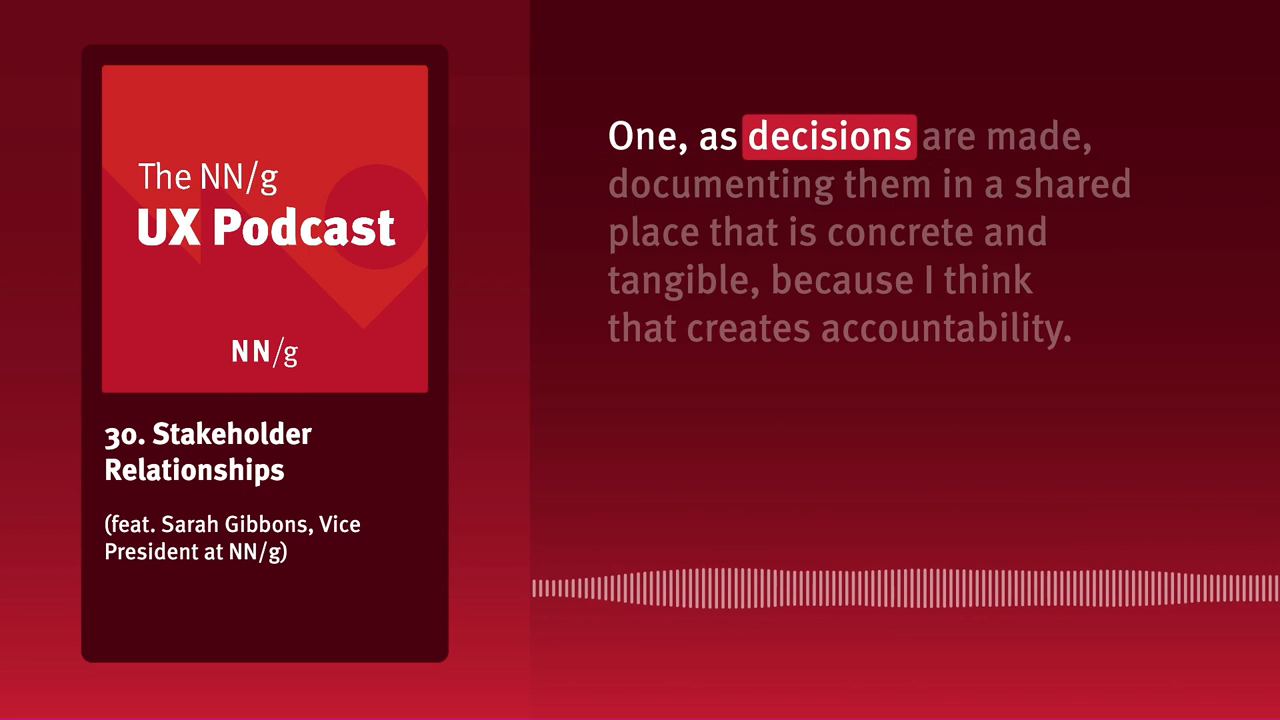 The NN/g
UX Podcast
NN/g
30. Stakeholder
Relationships
(feat. Sarah Gibbons, Vice
President at NN/g)
One, as decisions are made,
documenting them in a shared
place that is concrete and
tangible, because I think
that creates accountability.